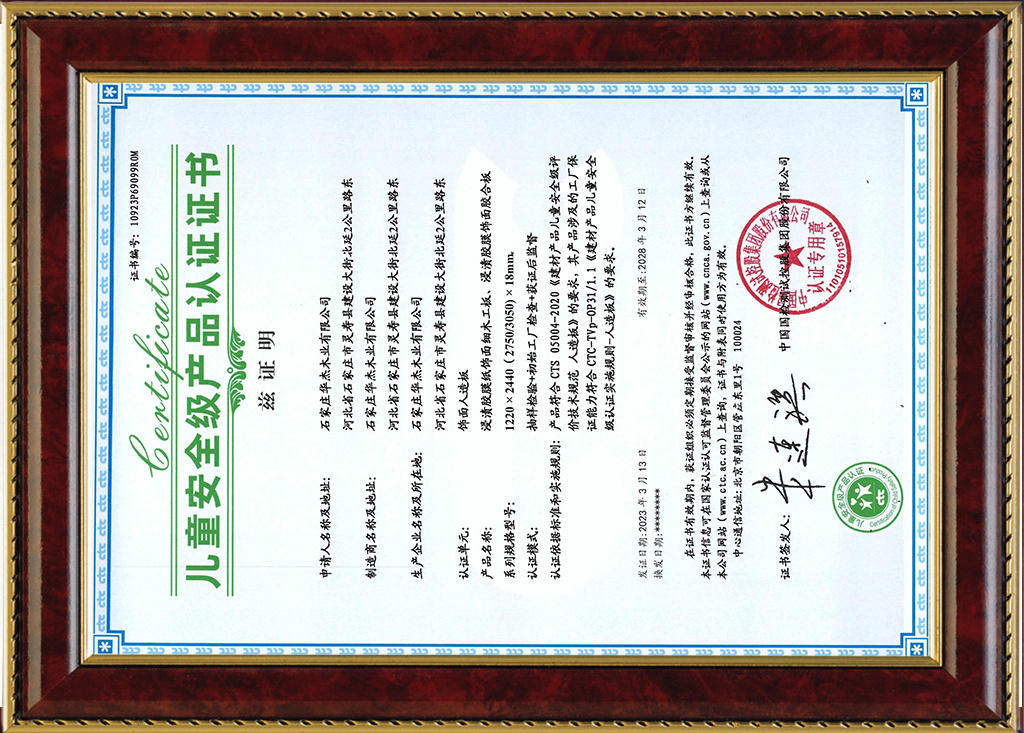 证书编号: 10923P69099R0M
Certificate
儿童安全级产品认证证书
兹证明
申请人名称及地址: 石家庄华杰木业有限公司
河北省石家庄市灵寿县建设大街北延2公里路东
制造商名称及地址: 石家庄华杰木业有限公司
河北省石家庄市灵寿县建设大街北延2公里路东
生产企业名称及所在地: 石家庄华杰木业有限公司
河北省石家庄市灵寿县建设大街北延2公里路东
认证单元: 饰面人造板
产品名称: 浸渍胶膜纸饰面细木工板、浸渍胶膜饰面胶合板
系列规格型号: 1220×2440(2750/3050)×18mm.
认证模式: 抽样检验+初始工厂检查+获证后监督
认证依据标准和实施规则: 产品符合 CTS 05004-2020《建材产品儿童安全级评
价技术规范 人造板》的要求,其产品涉及的工厂保
证能力符合 CTC-TVp-OP31/1.1《建材产品儿童安全
级认证实施规则-人造板》的要求。
发证日期:2023年3月13日 有效期至:2028年3月12日
换发日期:*********
在证书有效期内,获证组织必须定期接受监督审核并经审核合格,此证书方继续有效。
本证书信息可在国家认证认可监督管理委员会公示的网站(www.cnca.gov.cn)上查询或从
本公司网站(www.ctc.ac.cn)上查询,证书与附表同时使用方为有效。
中心通信地址:北京市朝阳区管庄东里1号 100024
证书签发人: 中国国检测试控股集团股份有限公司
认证专用章
儿童安全级产品认证
ctc